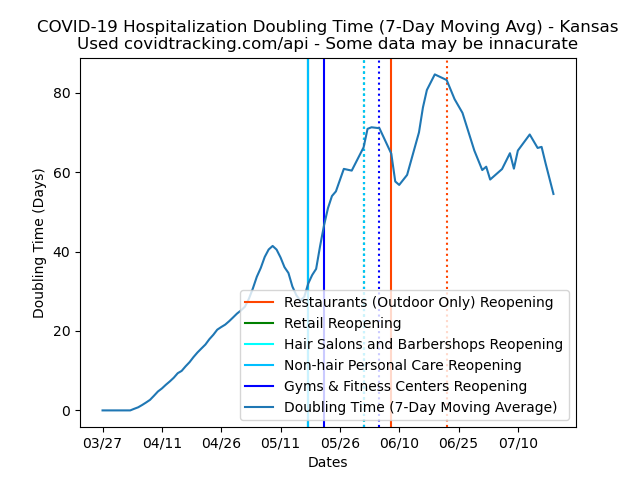 COVID-19 Hospitalization Doubling Time (7-Day Moving Avg) - Kansas
Used covidtracking.com/api - Some data may be innacurate
80
60
40
20
0
Doubling Time (Days)
Restaurants (Outdoor Only) Reopening
Retail Reopening
Hair Salons and Barbershops Reopening
Non-hair Personal Care Reopening
Gyms & Fitness Centers Reopening
Doubling Time (7-Day Moving Average)
03/27 04/11 04/26 05/11 05/26 06/10 06/25 07/10
Dates